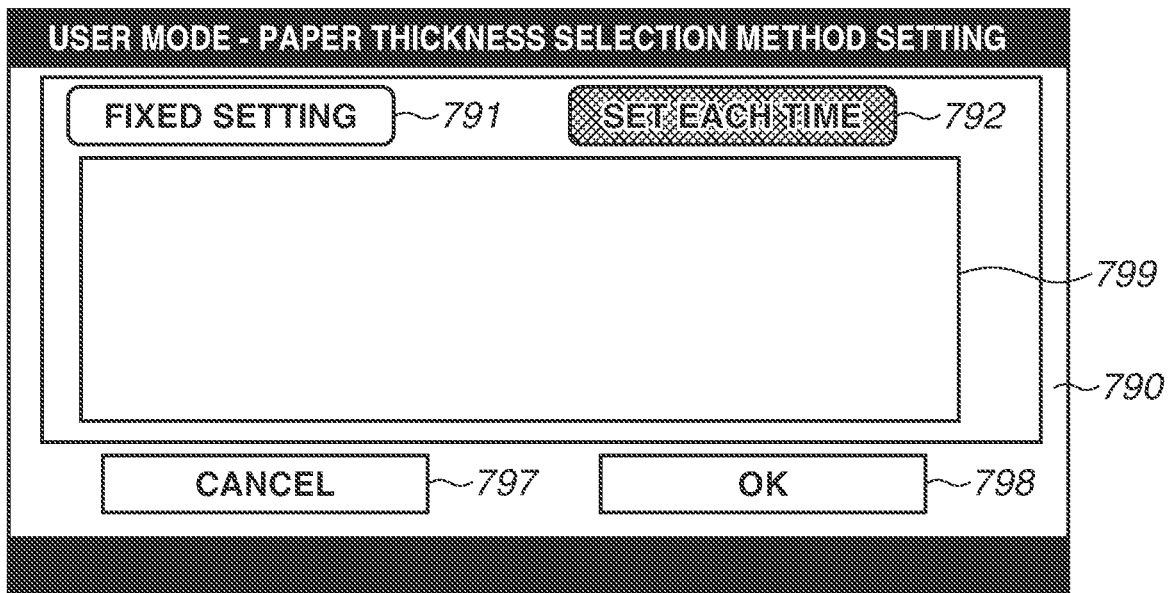 USER MODE - PAPER THICKNESS SELECTION METHOD SETTING
FIXED SETTING 791 SET EACH TIME 792
799
790
CANCEL 797 OK 798